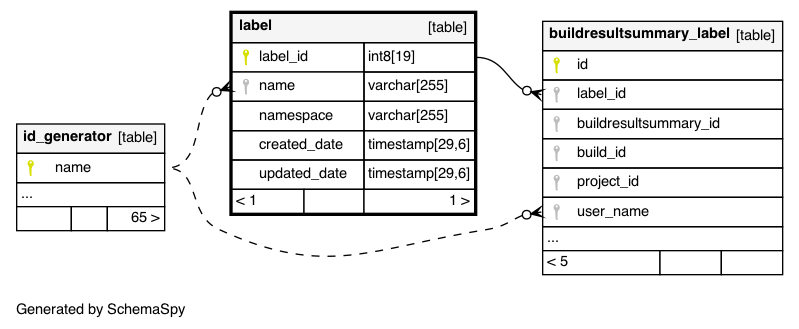 label [table]
label_id int8[19]
name varchar[255]
namespace varchar[255]
created_date timestamp[29,6]
updated_date timestamp[29,6]
< 1 1 >
buildresultsummary_label [table]
id
label_id
buildresultsummary_id
build_id
project_id
user_name
...
< 5
id_generator [table]
name
...
65 >
Generated by SchemaSpy